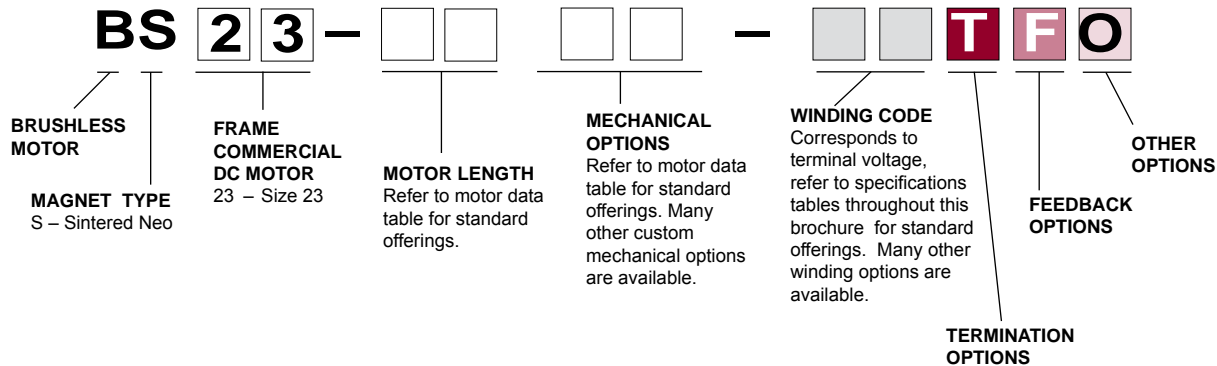 BS 23 – – TFO
BRUSHLESS
MOTOR
MAGNET TYPE
S – Sintered Neo
FRAME
COMMERCIAL
DC MOTOR
23 – Size 23
MOTOR LENGTH
Refer to motor data
table for standard
offerings.
MECHANICAL
OPTIONS
Refer to motor data
table for standard
offerings. Many
other custom
mechanical options
are available.
WINDING CODE
Corresponds to
terminal voltage,
refer to specifications
tables throughout this
brochure for standard
offerings. Many other
winding options are
available.
TERMINATION
OPTIONS
FEEDBACK
OPTIONS
OTHER
OPTIONS